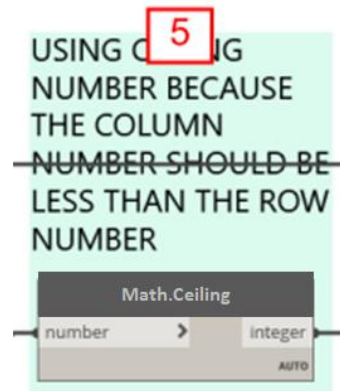 5
USING
NUMBER BECAUSE
THE COLUMN
NUMBER SHOULD BE
LESS THAN THE ROW
NUMBER
Math.Ceiling
number > integer
AUTO